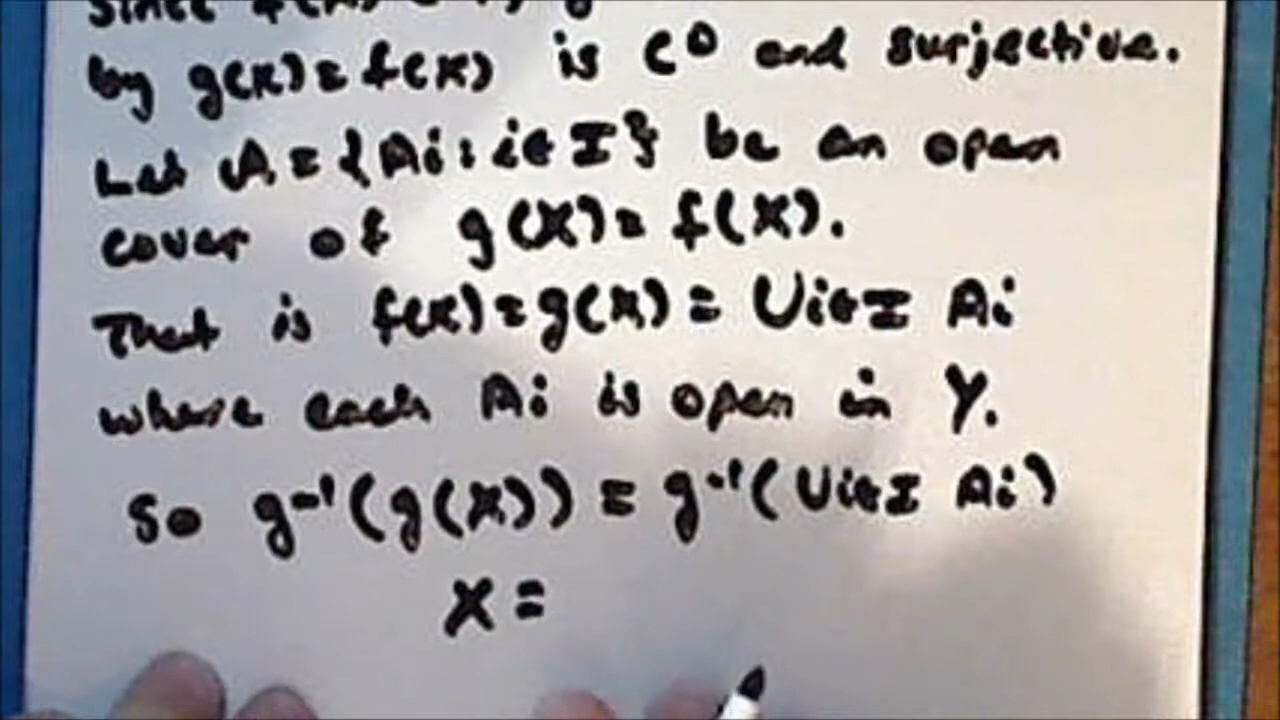 by g(x) = f(x) is C⁰ and surjective.
Let A = {Ai : i∈I} be an open
cover of g(X) = f(X).
That is f(x) = g(x) = ∪i∈I Ai
where each Ai is open in Y.
So g⁻¹(g(X)) = g⁻¹(∪i∈I Ai)
X =